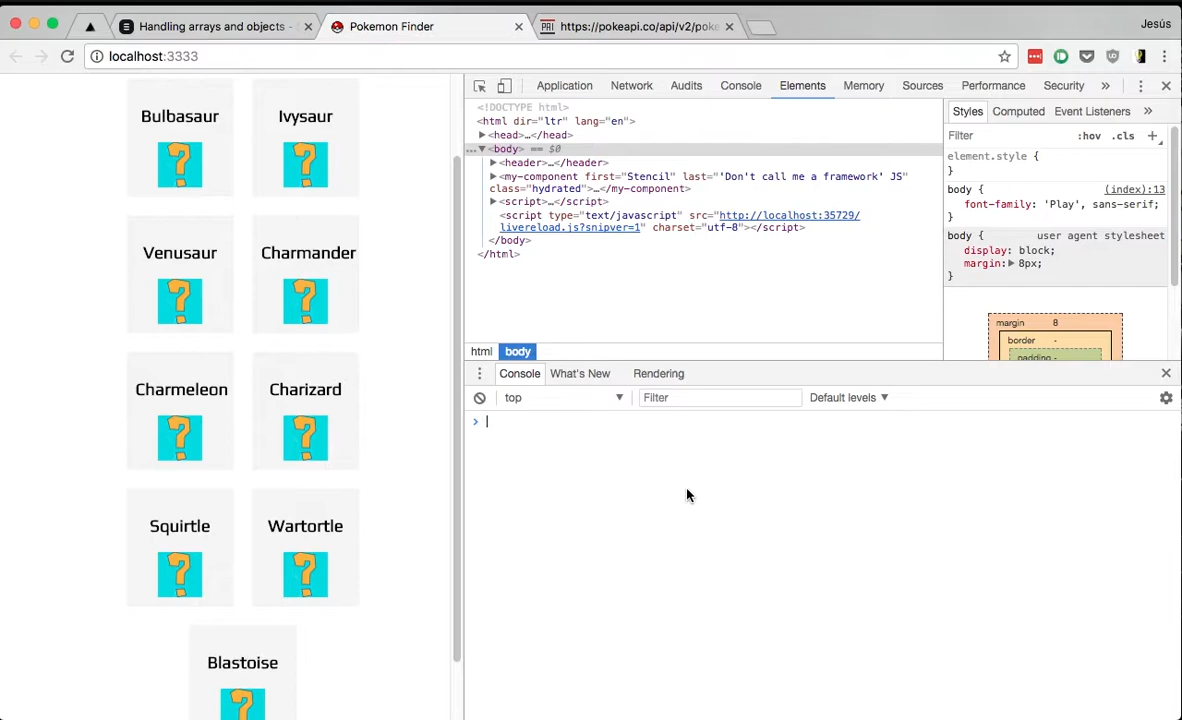 Handling arrays and objects -
Pokemon Finder
PRI https://pokeapi.co/api/v2/poke
Jesús
localhost:3333
Bulbasaur Ivysaur
Venusaur Charmander
Charmeleon Charizard
Squirtle Wartortle
Blastoise
Application Network Audits Console Elements Memory Sources Performance Security »
<!DOCTYPE html>
<html dir="ltr" lang="en">
<head>…</head>
… <body> == $0
<header>…</header>
<my-component first="Stencil" last='Don't call me a framework' JS"
class="hydrated">…</my-component>
<script>…</script>
<script type="text/javascript" src="http://localhost:35729/
livereload.js?snipver=1" charset="utf-8"></script>
</body>
</html>
html body
Styles Computed Event Listeners »
Filter :hov .cls +
element.style {
}
body { (index):13
font-family: 'Play', sans-serif;
}
body { user agent stylesheet
display: block;
margin: 8px;
}
margin 8
border -
padding -
Console What's New Rendering
top Filter Default levels
>